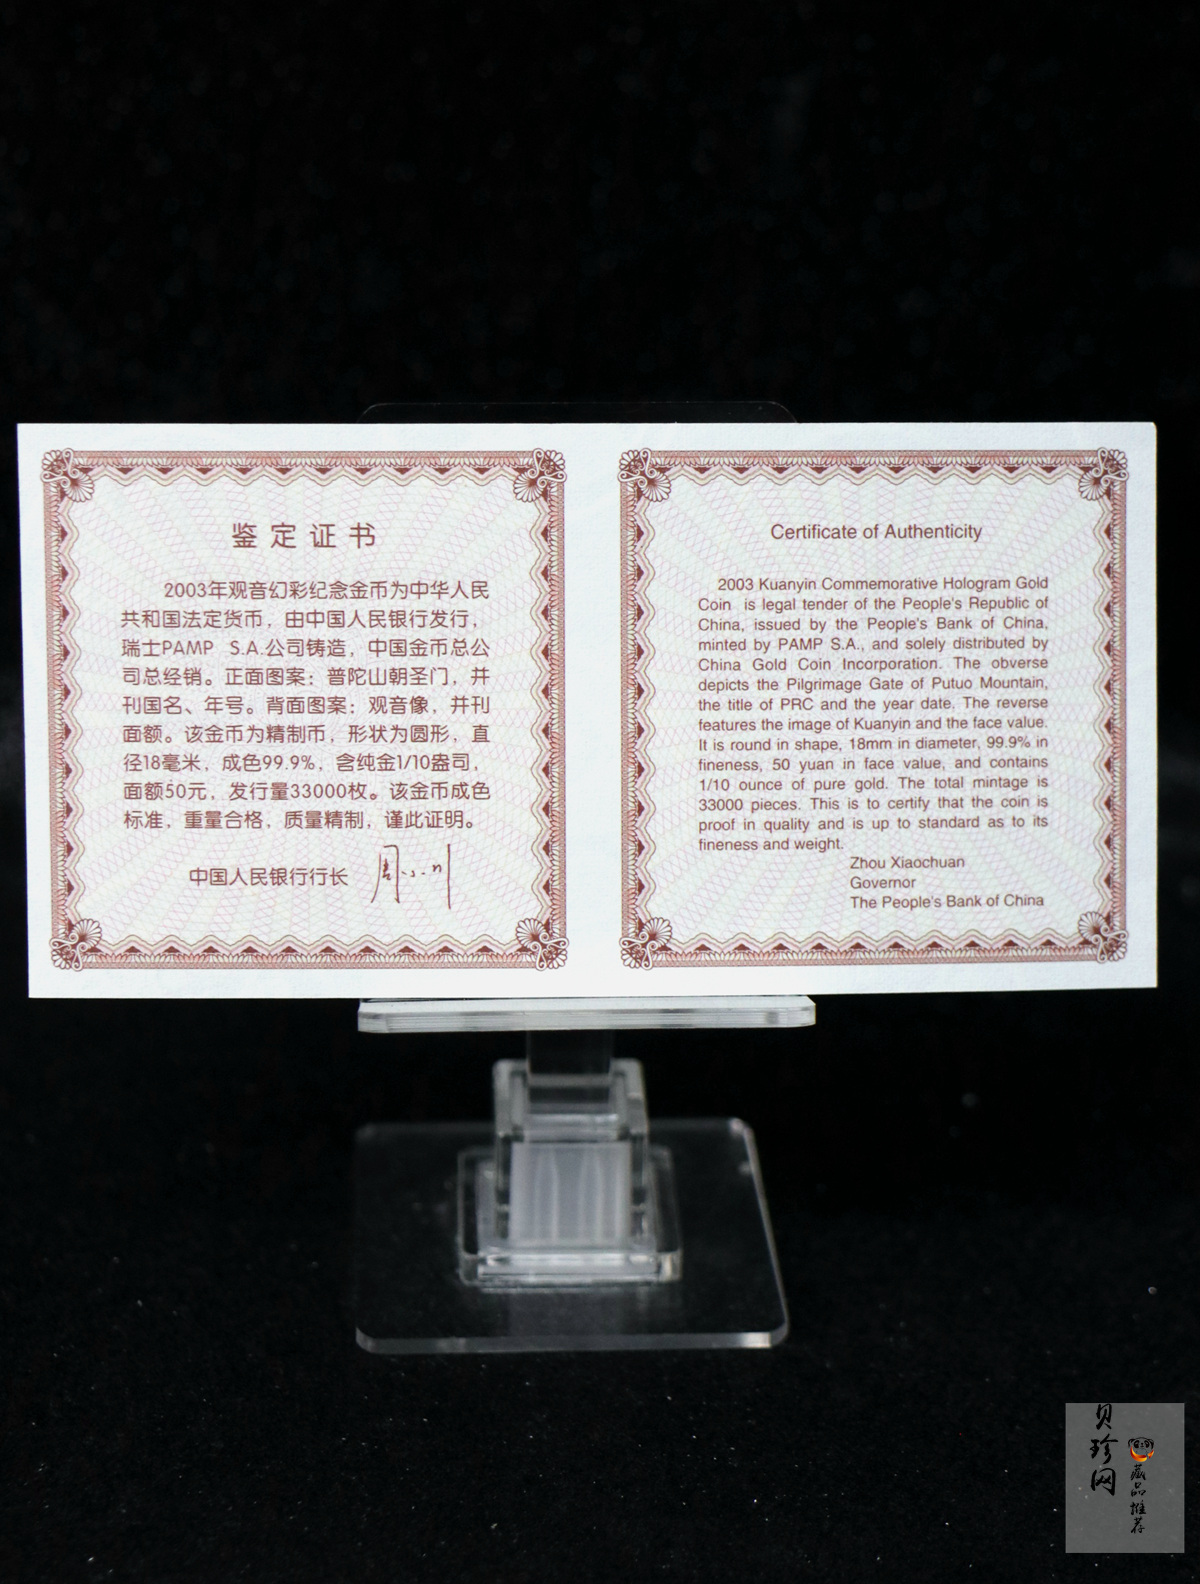 鉴定证书
2003年观音幻彩纪念金币为中华人民
共和国法定货币，由中国人民银行发行，
瑞士PAMP S.A.公司铸造，中国金币总公
司总经销。正面图案：普陀山朝圣门，并
刊国名、年号。背面图案：观音像，并刊
面额。该金币为精制币，形状为圆形，直
径18毫米，成色99.9%，含纯金1/10盎司，
面额50元，发行量33000枚。该金币成色
标准，重量合格，质量精制，谨此证明。
中国人民银行行长 周小川
Certificate of Authenticity
2003 Kuanyin Commemorative Hologram Gold
Coin is legal tender of the People's Republic of
China, issued by the People's Bank of China,
minted by PAMP S.A., and solely distributed by
China Gold Coin Incorporation. The obverse
depicts the Pilgrimage Gate of Putuo Mountain,
the title of PRC and the year date. The reverse
features the image of Kuanyin and the face value.
It is round in shape, 18mm in diameter, 99.9% in
fineness, 50 yuan in face value, and contains
1/10 ounce of pure gold. The total mintage is
33000 pieces. This is to certify that the coin is
proof in quality and is up to standard as to its
fineness and weight.
Zhou Xiaochuan
Governor
The People's Bank of China
贝珍网
藏品推荐